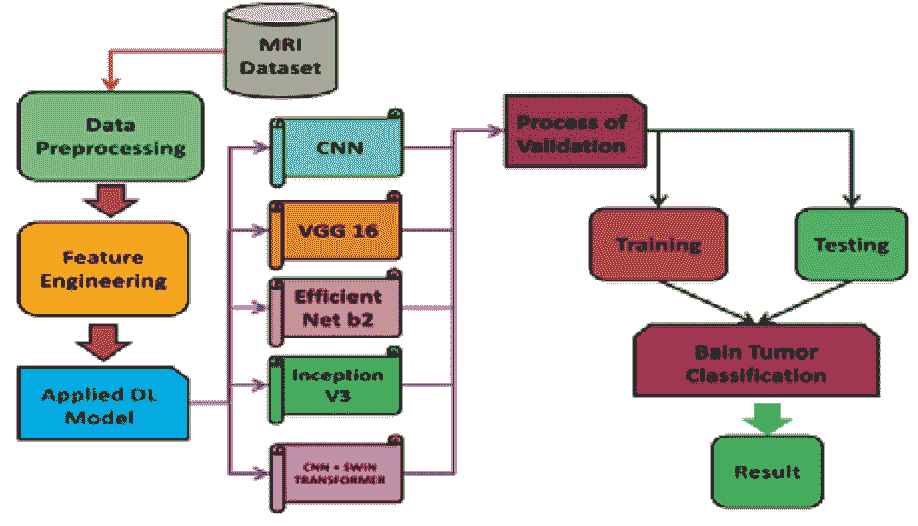 MRI
Dataset
Data
Preprocessing
Feature
Engineering
Applied DL
Model
CNN
VGG 16
Efficient
Net b2
Inception
V3
CNN + SWIN
TRANSFORMER
Process of
Validation
Training
Testing
Bain Tumor
Classification
Result